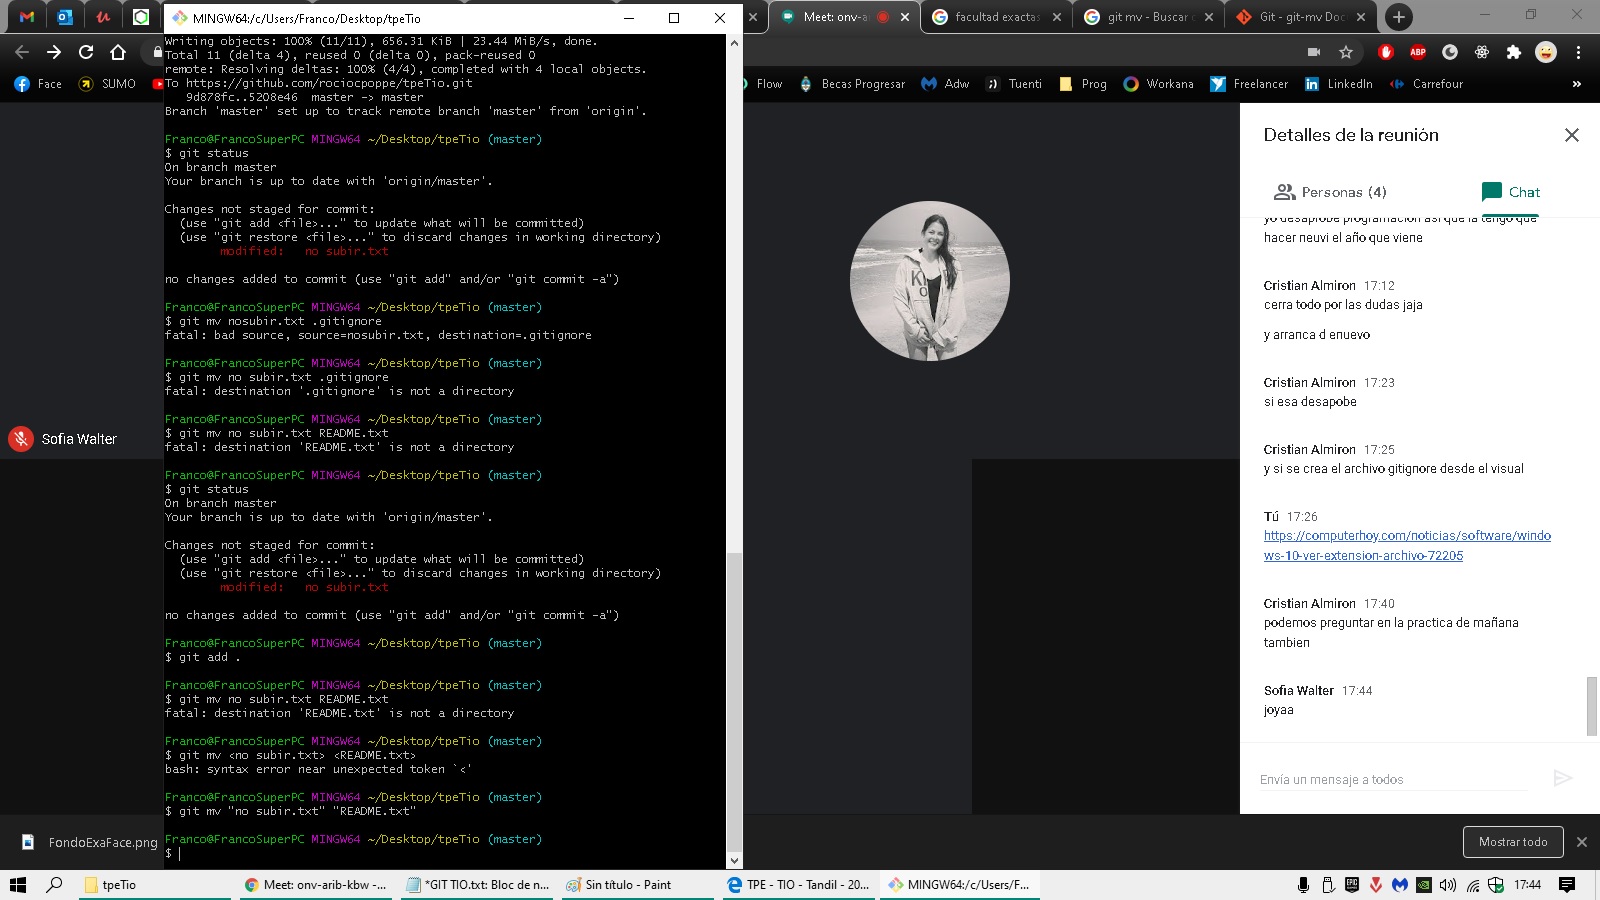 MINGW64:/c/Users/Franco/Desktop/tpeTio
Meet: onv-a
facultad exactas
git mv - Buscar
Git - git-mv Doc
Face
SUMO
Flow
Becas Progresar
Adw
Tuenti
Prog
Workana
Freelancer
LinkedIn
Carrefour
»
ABP
Writing objects: 100% (11/11), 656.31 KiB | 23.44 MiB/s, done.
Total 11 (delta 4), reused 0 (delta 0), pack-reused 0
remote: Resolving deltas: 100% (4/4), completed with 4 local objects.
To https://github.com/rociocpoppe/tpeTio.git
9d878fc..5208e46  master -> master
Branch 'master' set up to track remote branch 'master' from 'origin'.
Franco@FrancoSuperPC MINGW64 ~/Desktop/tpeTio (master)
$ git status
On branch master
Your branch is up to date with 'origin/master'.
Changes not staged for commit:
(use "git add <file>..." to update what will be committed)
(use "git restore <file>..." to discard changes in working directory)
modified:   no subir.txt
no changes added to commit (use "git add" and/or "git commit -a")
Franco@FrancoSuperPC MINGW64 ~/Desktop/tpeTio (master)
$ git mv nosubir.txt .gitignore
fatal: bad source, source=nosubir.txt, destination=.gitignore
Franco@FrancoSuperPC MINGW64 ~/Desktop/tpeTio (master)
$ git mv no subir.txt .gitignore
fatal: destination '.gitignore' is not a directory
Franco@FrancoSuperPC MINGW64 ~/Desktop/tpeTio (master)
$ git mv no subir.txt README.txt
fatal: destination 'README.txt' is not a directory
Franco@FrancoSuperPC MINGW64 ~/Desktop/tpeTio (master)
$ git status
On branch master
Your branch is up to date with 'origin/master'.
Changes not staged for commit:
(use "git add <file>..." to update what will be committed)
(use "git restore <file>..." to discard changes in working directory)
modified:   no subir.txt
no changes added to commit (use "git add" and/or "git commit -a")
Franco@FrancoSuperPC MINGW64 ~/Desktop/tpeTio (master)
$ git add .
Franco@FrancoSuperPC MINGW64 ~/Desktop/tpeTio (master)
$ git mv no subir.txt README.txt
fatal: destination 'README.txt' is not a directory
Franco@FrancoSuperPC MINGW64 ~/Desktop/tpeTio (master)
$ git mv <no subir.txt> <README.txt>
bash: syntax error near unexpected token `<'
Franco@FrancoSuperPC MINGW64 ~/Desktop/tpeTio (master)
$ git mv "no subir.txt" "README.txt"
Franco@FrancoSuperPC MINGW64 ~/Desktop/tpeTio (master)
$
Sofia Walter
Detalles de la reunión
Personas (4)
Chat
yo desaprobe programacion asi que la tengo que
hacer neuvi el año que viene
Cristian Almiron 17:12
cerra todo por las dudas jaja
y arranca d enuevo
Cristian Almiron 17:23
si esa desapobe
Cristian Almiron 17:25
y si se crea el archivo gitignore desde el visual
Tú 17:26
https://computerhoy.com/noticias/software/windo
ws-10-ver-extension-archivo-72205
Cristian Almiron 17:40
podemos preguntar en la practica de mañana
tambien
Sofia Walter 17:44
joyaa
Envía un mensaje a todos
FondoExaFace.png
Mostrar todo
tpeTio
Meet: onv-arib-kbw -...
*GIT TIO.txt: Bloc de n...
Sin título - Paint
TPE - TIO - Tandil - 20...
MINGW64:/c/Users/F...
17:44